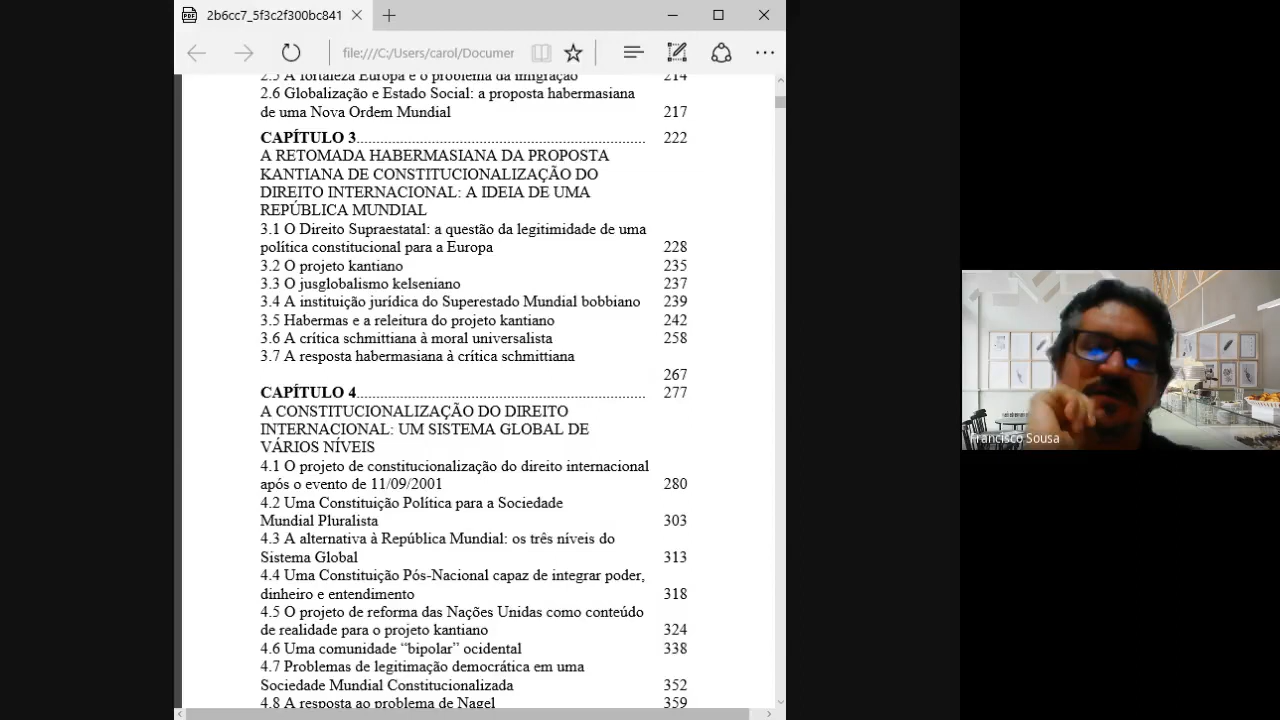 2b6cc7_5f3c2f300bc841
file:///C:/Users/carol/Documer
2.5 A fortaleza Europa e o problema da imigração 214
2.6 Globalização e Estado Social: a proposta habermasiana
de uma Nova Ordem Mundial 217
CAPÍTULO 3 222
A RETOMADA HABERMASIANA DA PROPOSTA
KANTIANA DE CONSTITUCIONALIZAÇÃO DO
DIREITO INTERNACIONAL: A IDEIA DE UMA
REPÚBLICA MUNDIAL
3.1 O Direito Supraestatal: a questão da legitimidade de uma
política constitucional para a Europa 228
3.2 O projeto kantiano 235
3.3 O jusglobalismo kelseniano 237
3.4 A instituição jurídica do Superestado Mundial bobbiano 239
3.5 Habermas e a releitura do projeto kantiano 242
3.6 A crítica schmittiana à moral universalista 258
3.7 A resposta habermasiana à crítica schmittiana
267
CAPÍTULO 4 277
A CONSTITUCIONALIZAÇÃO DO DIREITO
INTERNACIONAL: UM SISTEMA GLOBAL DE
VÁRIOS NÍVEIS
4.1 O projeto de constitucionalização do direito internacional
após o evento de 11/09/2001 280
4.2 Uma Constituição Política para a Sociedade
Mundial Pluralista 303
4.3 A alternativa à República Mundial: os três níveis do
Sistema Global 313
4.4 Uma Constituição Pós-Nacional capaz de integrar poder,
dinheiro e entendimento 318
4.5 O projeto de reforma das Nações Unidas como conteúdo
de realidade para o projeto kantiano 324
4.6 Uma comunidade “bipolar” ocidental 338
4.7 Problemas de legitimação democrática em uma
Sociedade Mundial Constitucionalizada 352
4.8 A resposta ao problema de Nagel 359
Francisco Sousa